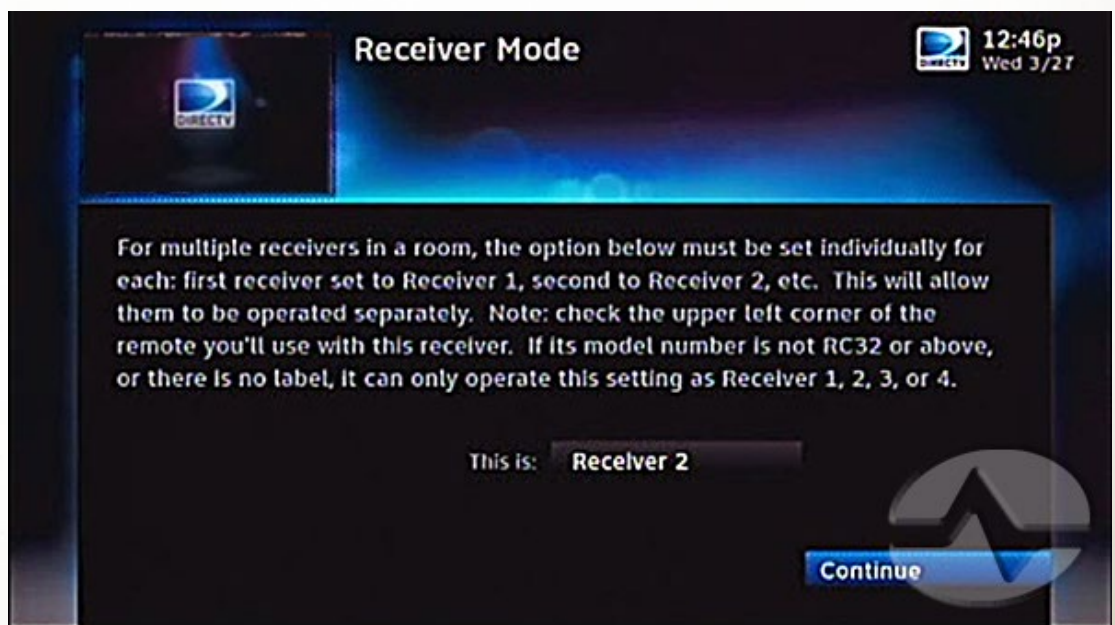 Receiver Mode
12:46p
Wed 3/27
DIRECTV
DIRECTV
For multiple receivers in a room, the option below must be set individually for
each: first receiver set to Receiver 1, second to Receiver 2, etc. This will allow
them to be operated separately. Note: check the upper left corner of the
remote you'll use with this receiver. If its model number is not RC32 or above,
or there is no label, it can only operate this setting as Receiver 1, 2, 3, or 4.
This is: Receiver 2
Continue